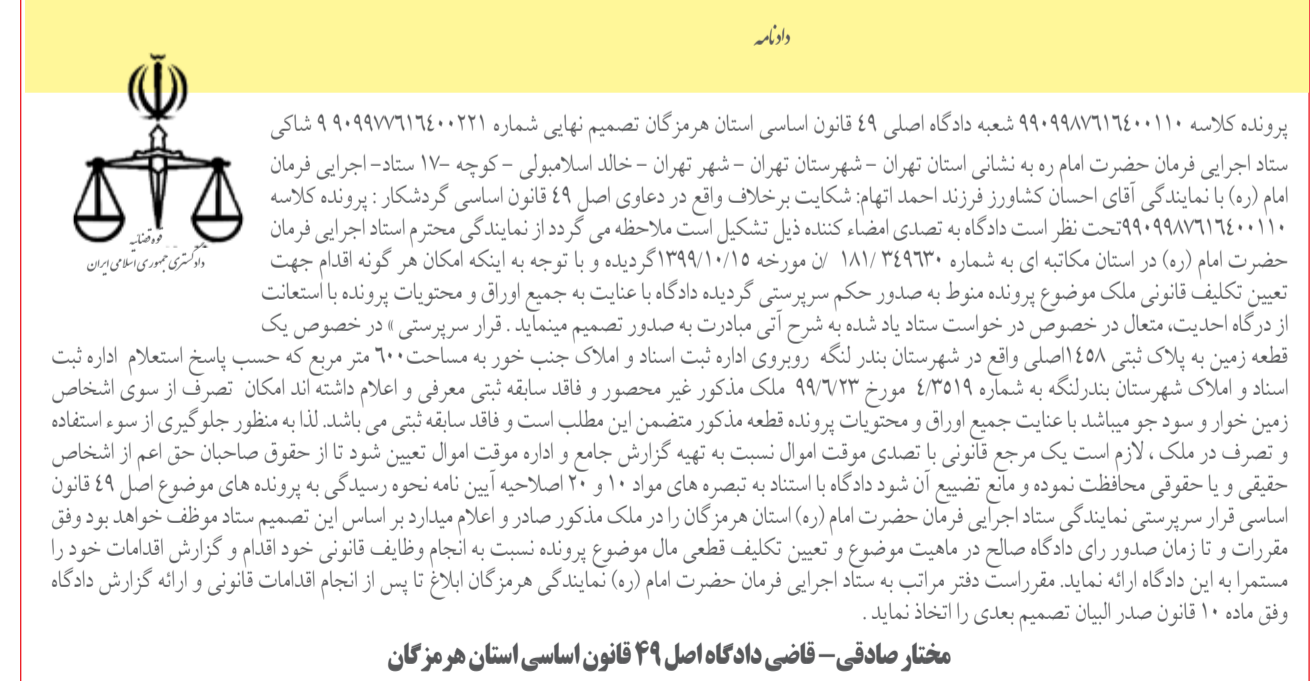 دادنامه
پرونده کلاسه ۹۹۰۹۹۸۷۶۱۶۴۰۰۱۱۰ شعبه دادگاه اصلی ۴۹ قانون اساسی استان هرمزگان تصمیم نهایی شماره ۹۰۹۹۷۷۶۱۶۴۰۰۲۲۱ ۹ شاکی
ستاد اجرایی فرمان حضرت امام ره به نشانی استان تهران – شهرستان تهران – شهر تهران – خالد اسلامبولی – کوچه –۱۷ ستاد– اجرایی فرمان
امام (ره) با نمایندگی آقای احسان کشاورز فرزند احمد اتهام: شکایت برخلاف واقع در دعاوی اصل ۴۹ قانون اساسی گردشکار : پرونده کلاسه
۹۹۰۹۹۸۷۶۱۶۴۰۰۱۱۰تحت نظر است دادگاه به تصدی امضاء کننده ذیل تشکیل است ملاحظه می گردد از نمایندگی محترم استاد اجرایی فرمان
حضرت امام (ره) در استان مکاتبه ای به شماره ۳۴۹۶۳۰ /۱۸۱ /ن مورخه ۱۳۹۹/۱۰/۱۵گردیده و با توجه به اینکه امکان هر گونه اقدام جهت
تعیین تکلیف قانونی ملک موضوع پرونده منوط به صدور حکم سرپرستی گردیده دادگاه با عنایت به جمیع اوراق و محتویات پرونده با استعانت
از درگاه احدیت، متعال در خصوص در خواست ستاد یاد شده به شرح آتی مبادرت به صدور تصمیم مینماید . قرار سرپرستی » در خصوص یک
قطعه زمین به پلاک ثبتی ۱۴۵۸اصلی واقع در شهرستان بندر لنگه روبروی اداره ثبت اسناد و املاک جنب خور به مساحت۶۰۰ متر مربع که حسب پاسخ استعلام اداره ثبت
اسناد و املاک شهرستان بندرلنگه به شماره ۴/۳۵۱۹ مورخ ۹۹/۶/۲۳ ملک مذکور غیر محصور و فاقد سابقه ثبتی معرفی و اعلام داشته اند امکان تصرف از سوی اشخاص
زمین خوار و سود جو میباشد با عنایت جمیع اوراق و محتویات پرونده قطعه مذکور متضمن این مطلب است و فاقد سابقه ثبتی می باشد. لذا به منظور جلوگیری از سوء استفاده
و تصرف در ملک ، لازم است یک مرجع قانونی با تصدی موقت اموال نسبت به تهیه گزارش جامع و اداره موقت اموال تعیین شود تا از حقوق صاحبان حق اعم از اشخاص
حقیقی و یا حقوقی محافظت نموده و مانع تضییع آن شود دادگاه با استناد به تبصره های مواد ۱۰ و ۲۰ اصلاحیه آیین نامه نحوه رسیدگی به پرونده های موضوع اصل ۴۹ قانون
اساسی قرار سرپرستی نمایندگی ستاد اجرایی فرمان حضرت امام (ره) استان هرمزگان را در ملک مذکور صادر و اعلام میدارد بر اساس این تصمیم ستاد موظف خواهد بود وفق
مقررات و تا زمان صدور رای دادگاه صالح در ماهیت موضوع و تعیین تکلیف قطعی مال موضوع پرونده نسبت به انجام وظایف قانونی خود اقدام و گزارش اقدامات خود را
مستمرا به این دادگاه ارائه نماید. مقرراست دفتر مراتب به ستاد اجرایی فرمان حضرت امام (ره) نمایندگی هرمزگان ابلاغ تا پس از انجام اقدامات قانونی و ارائه گزارش دادگاه
وفق ماده ۱۰ قانون صدر البیان تصمیم بعدی را اتخاذ نماید .
مختار صادقی– قاضی دادگاه اصل ۴۹ قانون اساسی استان هرمزگان
قوه قضائیه
دادگستری جمهوری اسلامی ایران